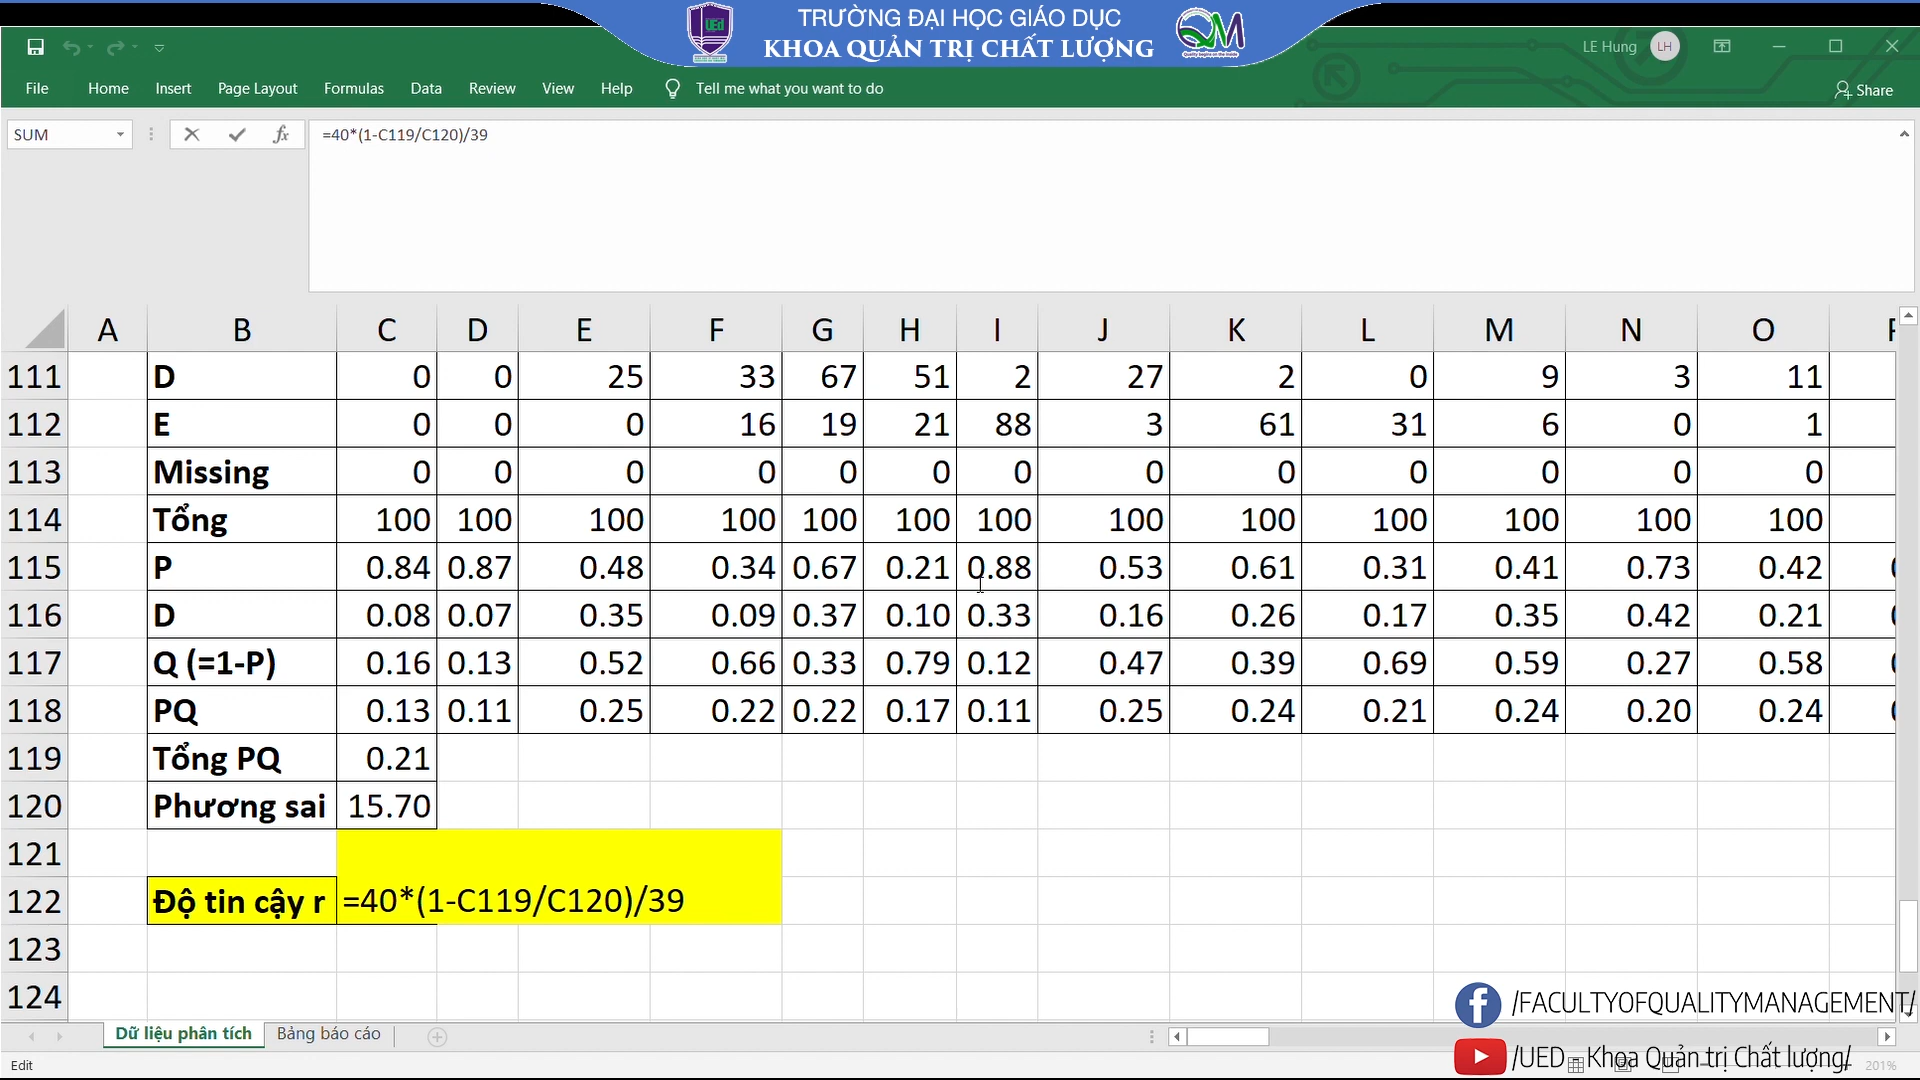 TRƯỜNG ĐẠI HỌC GIÁO DỤC
KHOA QUẢN TRỊ CHẤT LƯỢNG
UEd
QM
LE Hung LH
File Home Insert Page Layout Formulas Data Review View Help Tell me what you want to do Share
SUM fx =40*(1-C119/C120)/39
A B C D E F G H I J K L M N O
111 D 0 0 25 33 67 51 2 27 2 0 9 3 11
112 E 0 0 0 16 19 21 88 3 61 31 6 0 1
113 Missing 0 0 0 0 0 0 0 0 0 0 0 0 0
114 Tổng 100 100 100 100 100 100 100 100 100 100 100 100 100
115 P 0.84 0.87 0.48 0.34 0.67 0.21 0.88 0.53 0.61 0.31 0.41 0.73 0.42
116 D 0.08 0.07 0.35 0.09 0.37 0.10 0.33 0.16 0.26 0.17 0.35 0.42 0.21
117 Q (=1-P) 0.16 0.13 0.52 0.66 0.33 0.79 0.12 0.47 0.39 0.69 0.59 0.27 0.58
118 PQ 0.13 0.11 0.25 0.22 0.22 0.17 0.11 0.25 0.24 0.21 0.24 0.20 0.24
119 Tổng PQ 0.21
120 Phương sai 15.70
121
122 Độ tin cậy r =40*(1-C119/C120)/39
123
124
/FACULTYOFQUALITYMANAGEMENT/
Dữ liệu phân tích Bảng báo cáo
/UED - Khoa Quản trị Chất lượng/
Edit 201%